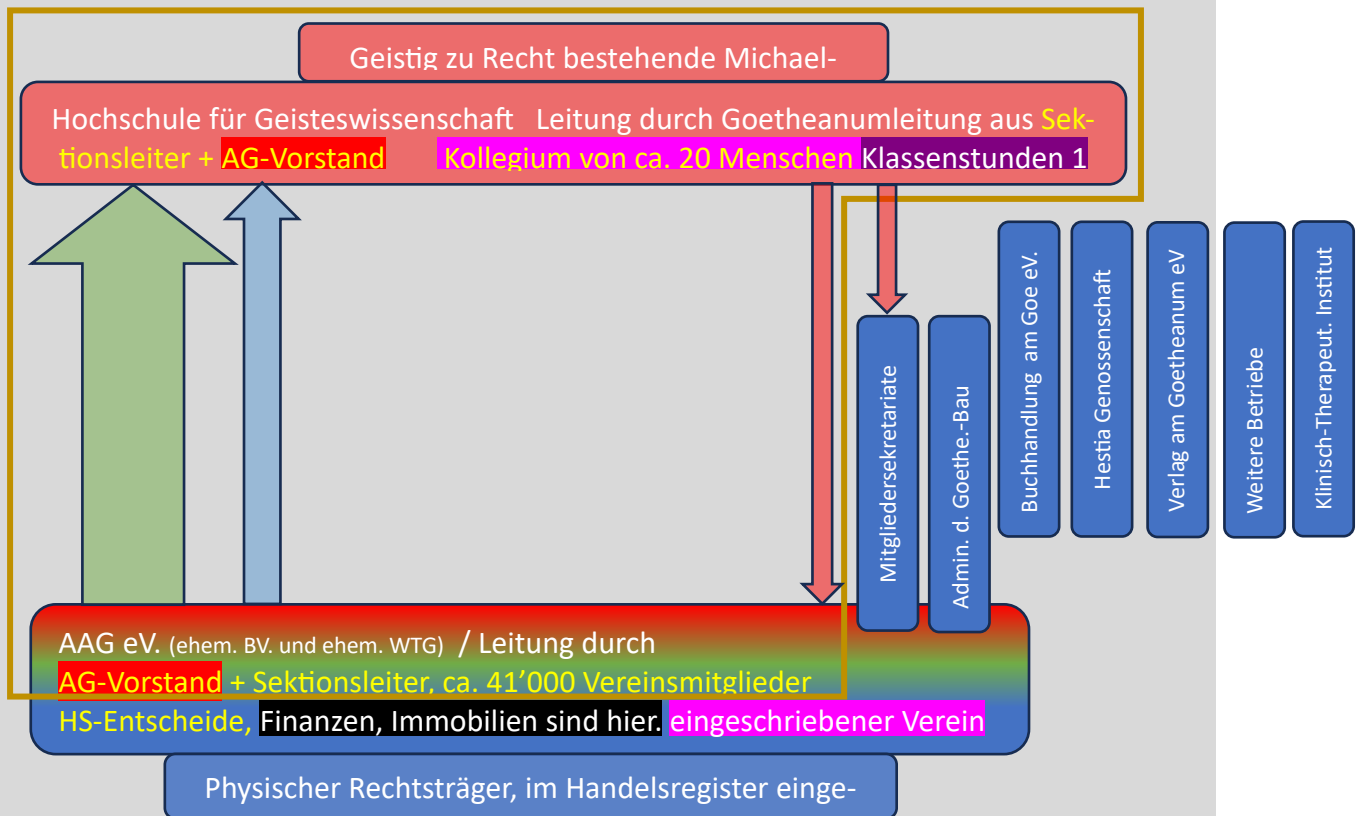 Geistig zu Recht bestehende Michael-
Hochschule für Geisteswissenschaft Leitung durch Goetheanumleitung aus Sek-
tionsleiter + AG-Vorstand Kollegium von ca. 20 Menschen Klassenstunden 1
Mitgliedersekretariate
Admin. d. Goethe.-Bau
Buchhandlung am Goe eV.
Hestia Genossenschaft
Verlag am Goetheanum eV
Weitere Betriebe
Klinisch-Therapeut. Institut
AAG eV. (ehem. BV. und ehem. WTG) / Leitung durch
AG-Vorstand + Sektionsleiter, ca. 41’000 Vereinsmitglieder
HS-Entscheide, Finanzen, Immobilien sind hier. eingeschriebener Verein
Physischer Rechtsträger, im Handelsregister einge-